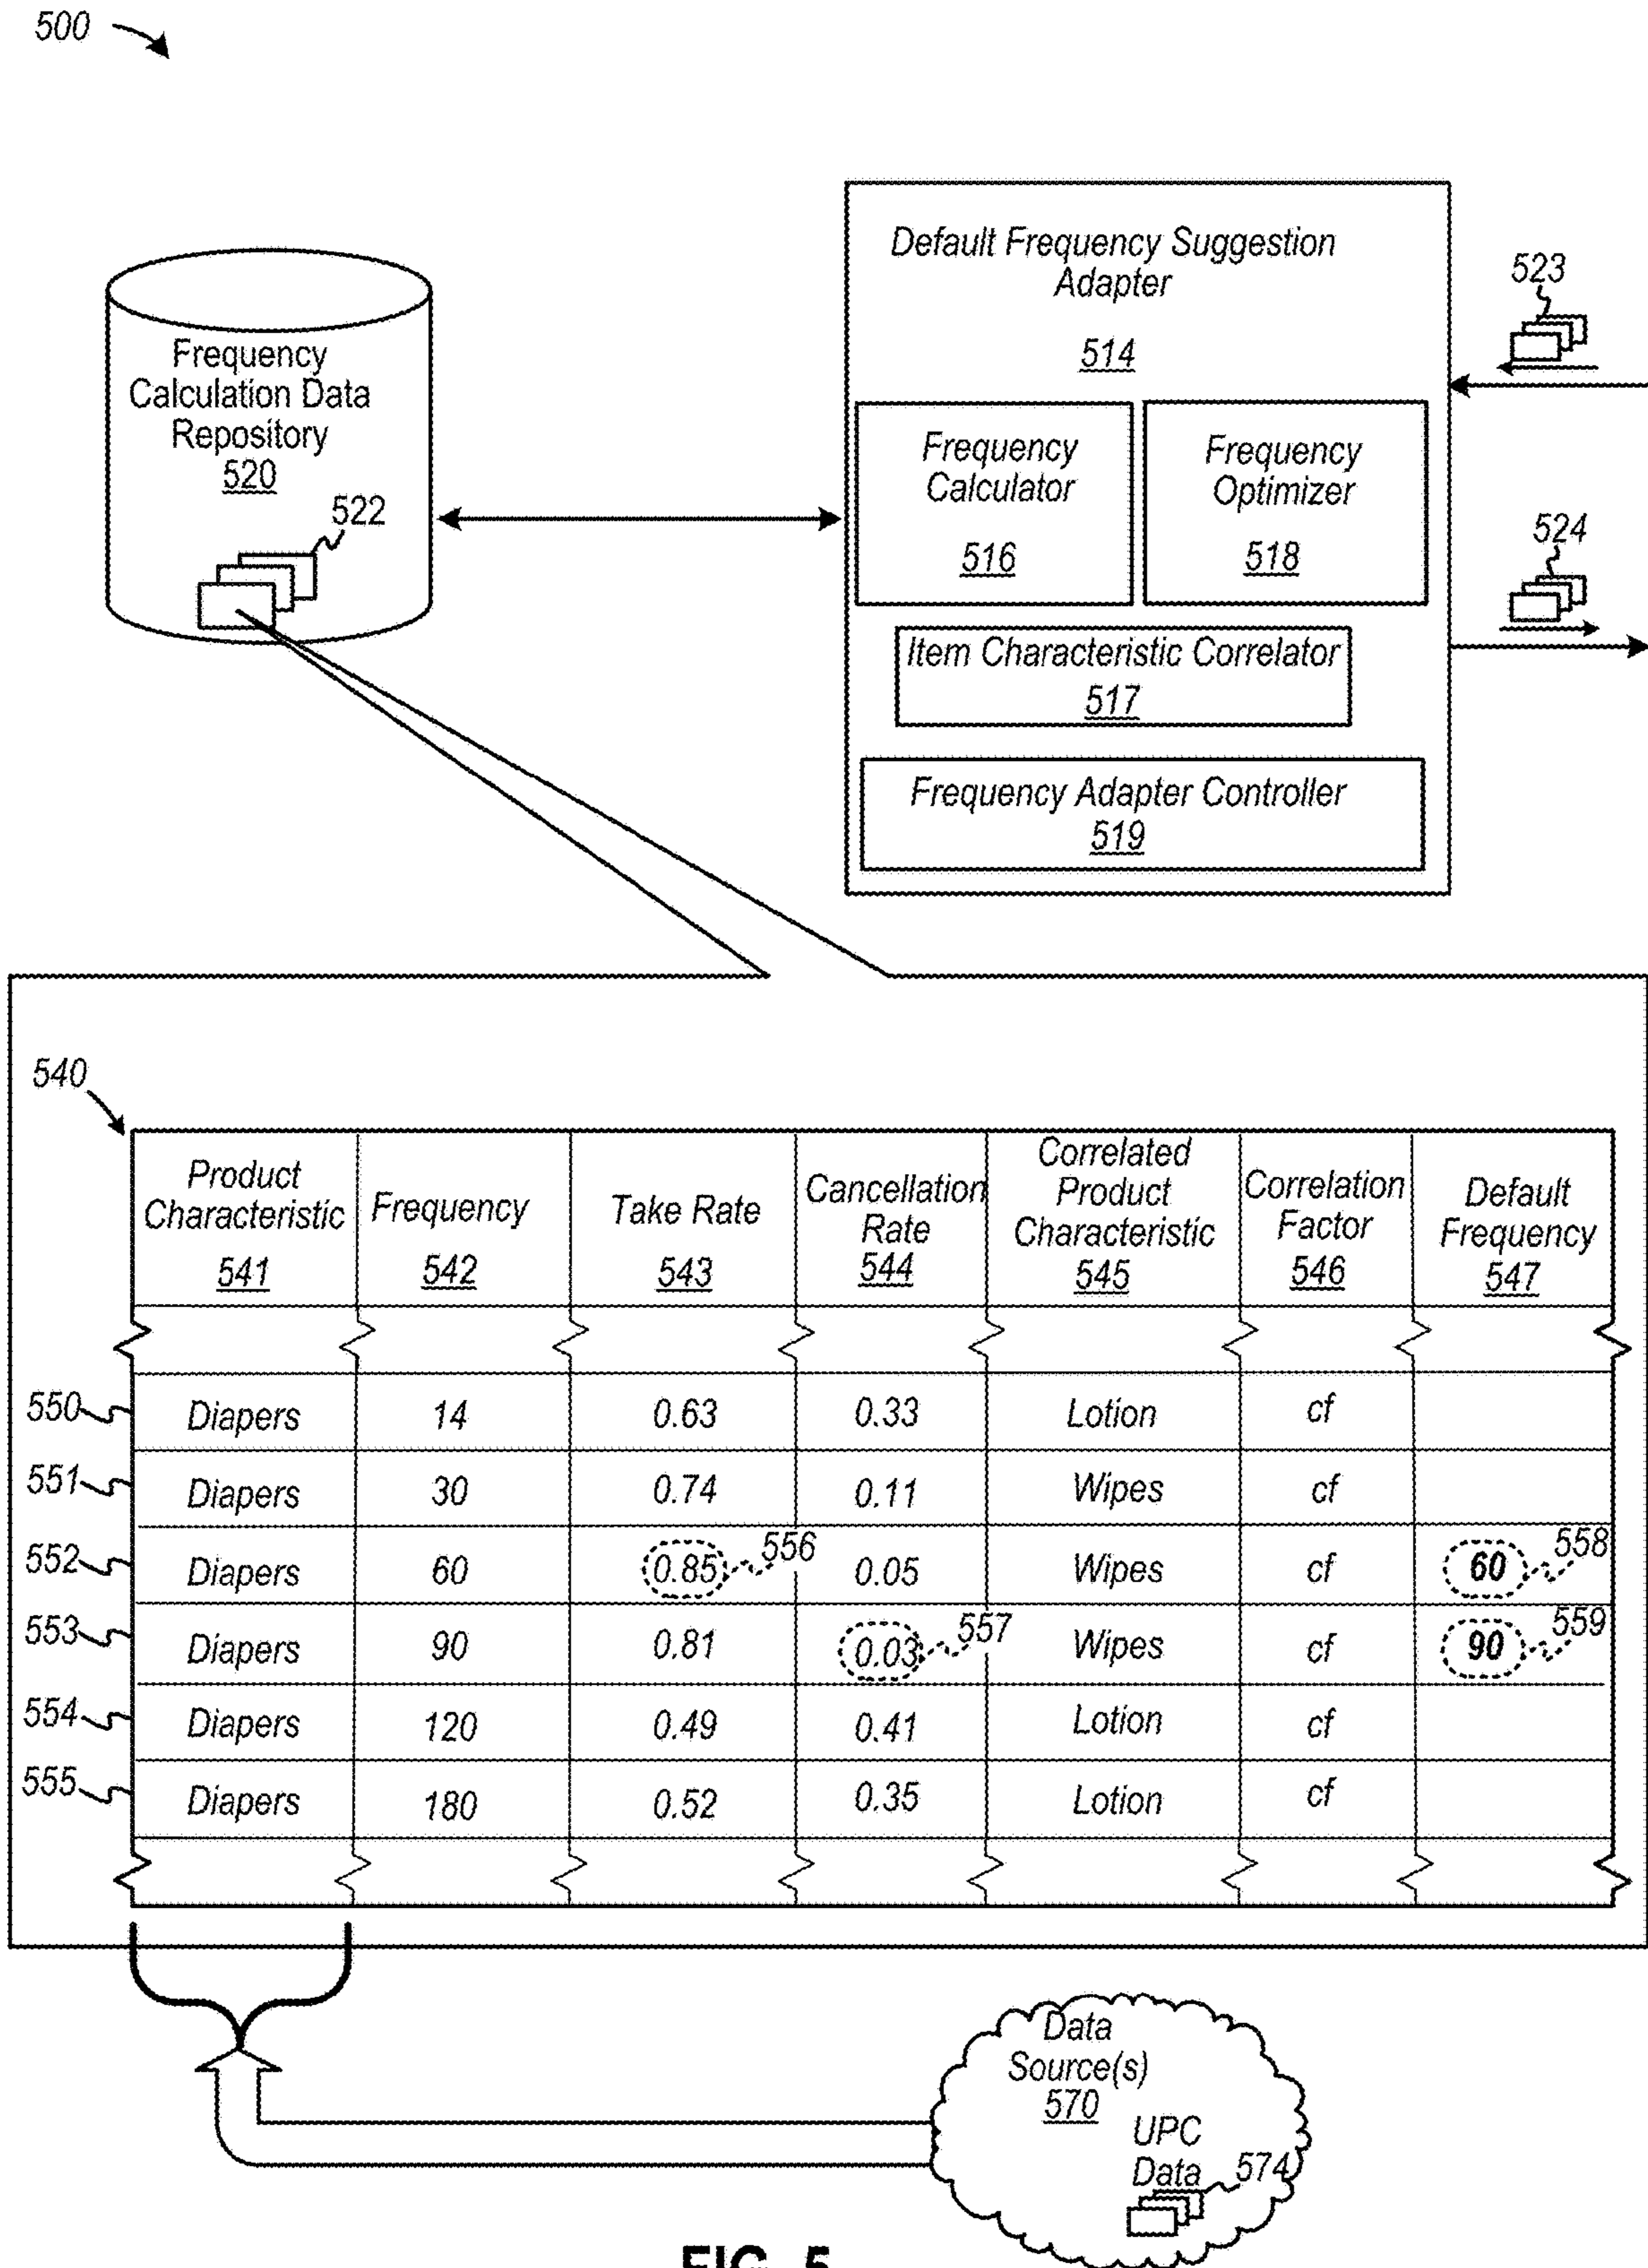 500
Default Frequency Suggestion
Adapter
514
523
Frequency
Calculation Data
Repository
520
522
Frequency
Calculator
516
Frequency
Optimizer
518
524
Item Characteristic Correlator
517
Frequency Adapter Controller
519
540
Product
Characteristic
541
Frequency
542
Take Rate
543
Cancellation
Rate
544
Correlated
Product
Characteristic
545
Correlation
Factor
546
Default
Frequency
547
550 Diapers 14 0.63 0.33 Lotion cf
551 Diapers 30 0.74 0.11 Wipes cf
552 Diapers 60 0.85 556 0.05 Wipes cf 60 558
553 Diapers 90 0.81 0.03 557 Wipes cf 90 559
554 Diapers 120 0.49 0.41 Lotion cf
555 Diapers 180 0.52 0.35 Lotion cf
Data
Source(s)
570
UPC
Data
574
FIG. 5